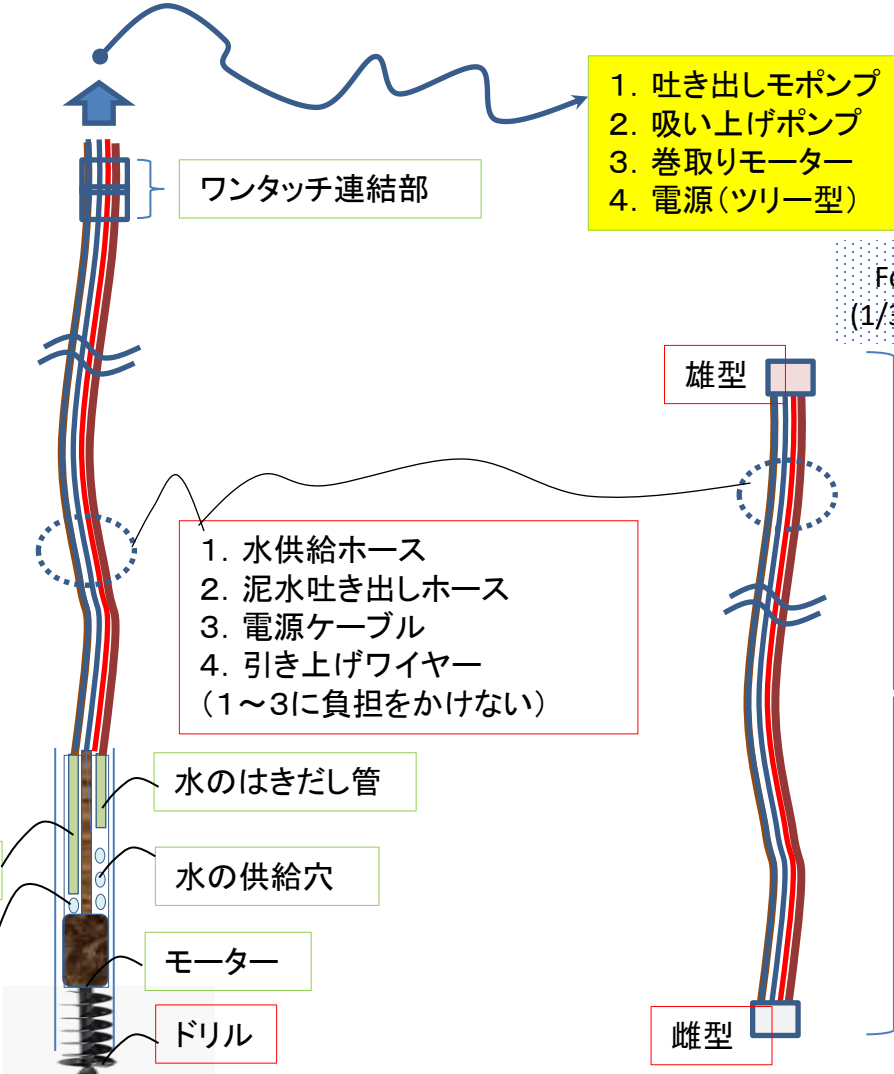 1. 吐き出しモポンプ
2. 吸い上げポンプ
3. 巻取りモーター
4. 電源(ツリー型)
ワンタッチ連結部
Fe
(1/3
雄型
1. 水供給ホース
2. 泥水吐き出しホース
3. 電源ケーブル
4. 引き上げワイヤー
(1~3に負担をかけない)
水のはきだし管
水の供給穴
モーター
ドリル
雌型